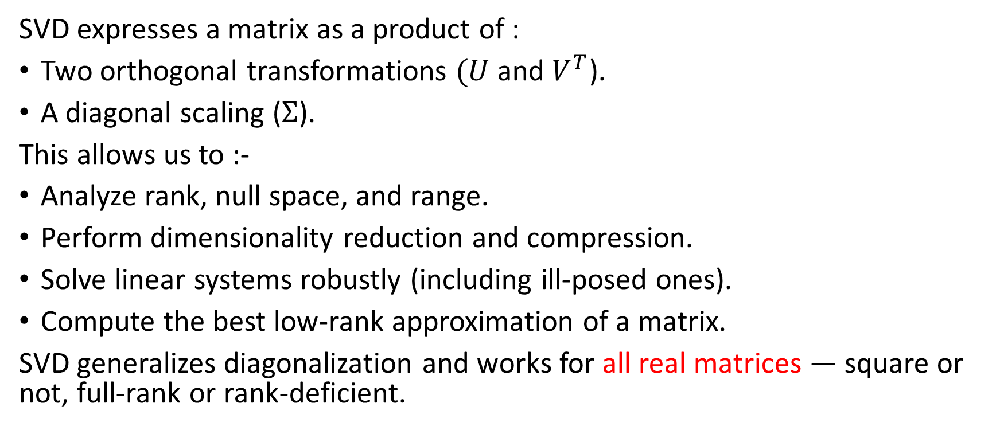 SVD expresses a matrix as a product of :
• Two orthogonal transformations (𝑈 and 𝑉ᵀ).
• A diagonal scaling (Σ).
This allows us to :-
• Analyze rank, null space, and range.
• Perform dimensionality reduction and compression.
• Solve linear systems robustly (including ill-posed ones).
• Compute the best low-rank approximation of a matrix.
SVD generalizes diagonalization and works for all real matrices — square or
not, full-rank or rank-deficient.